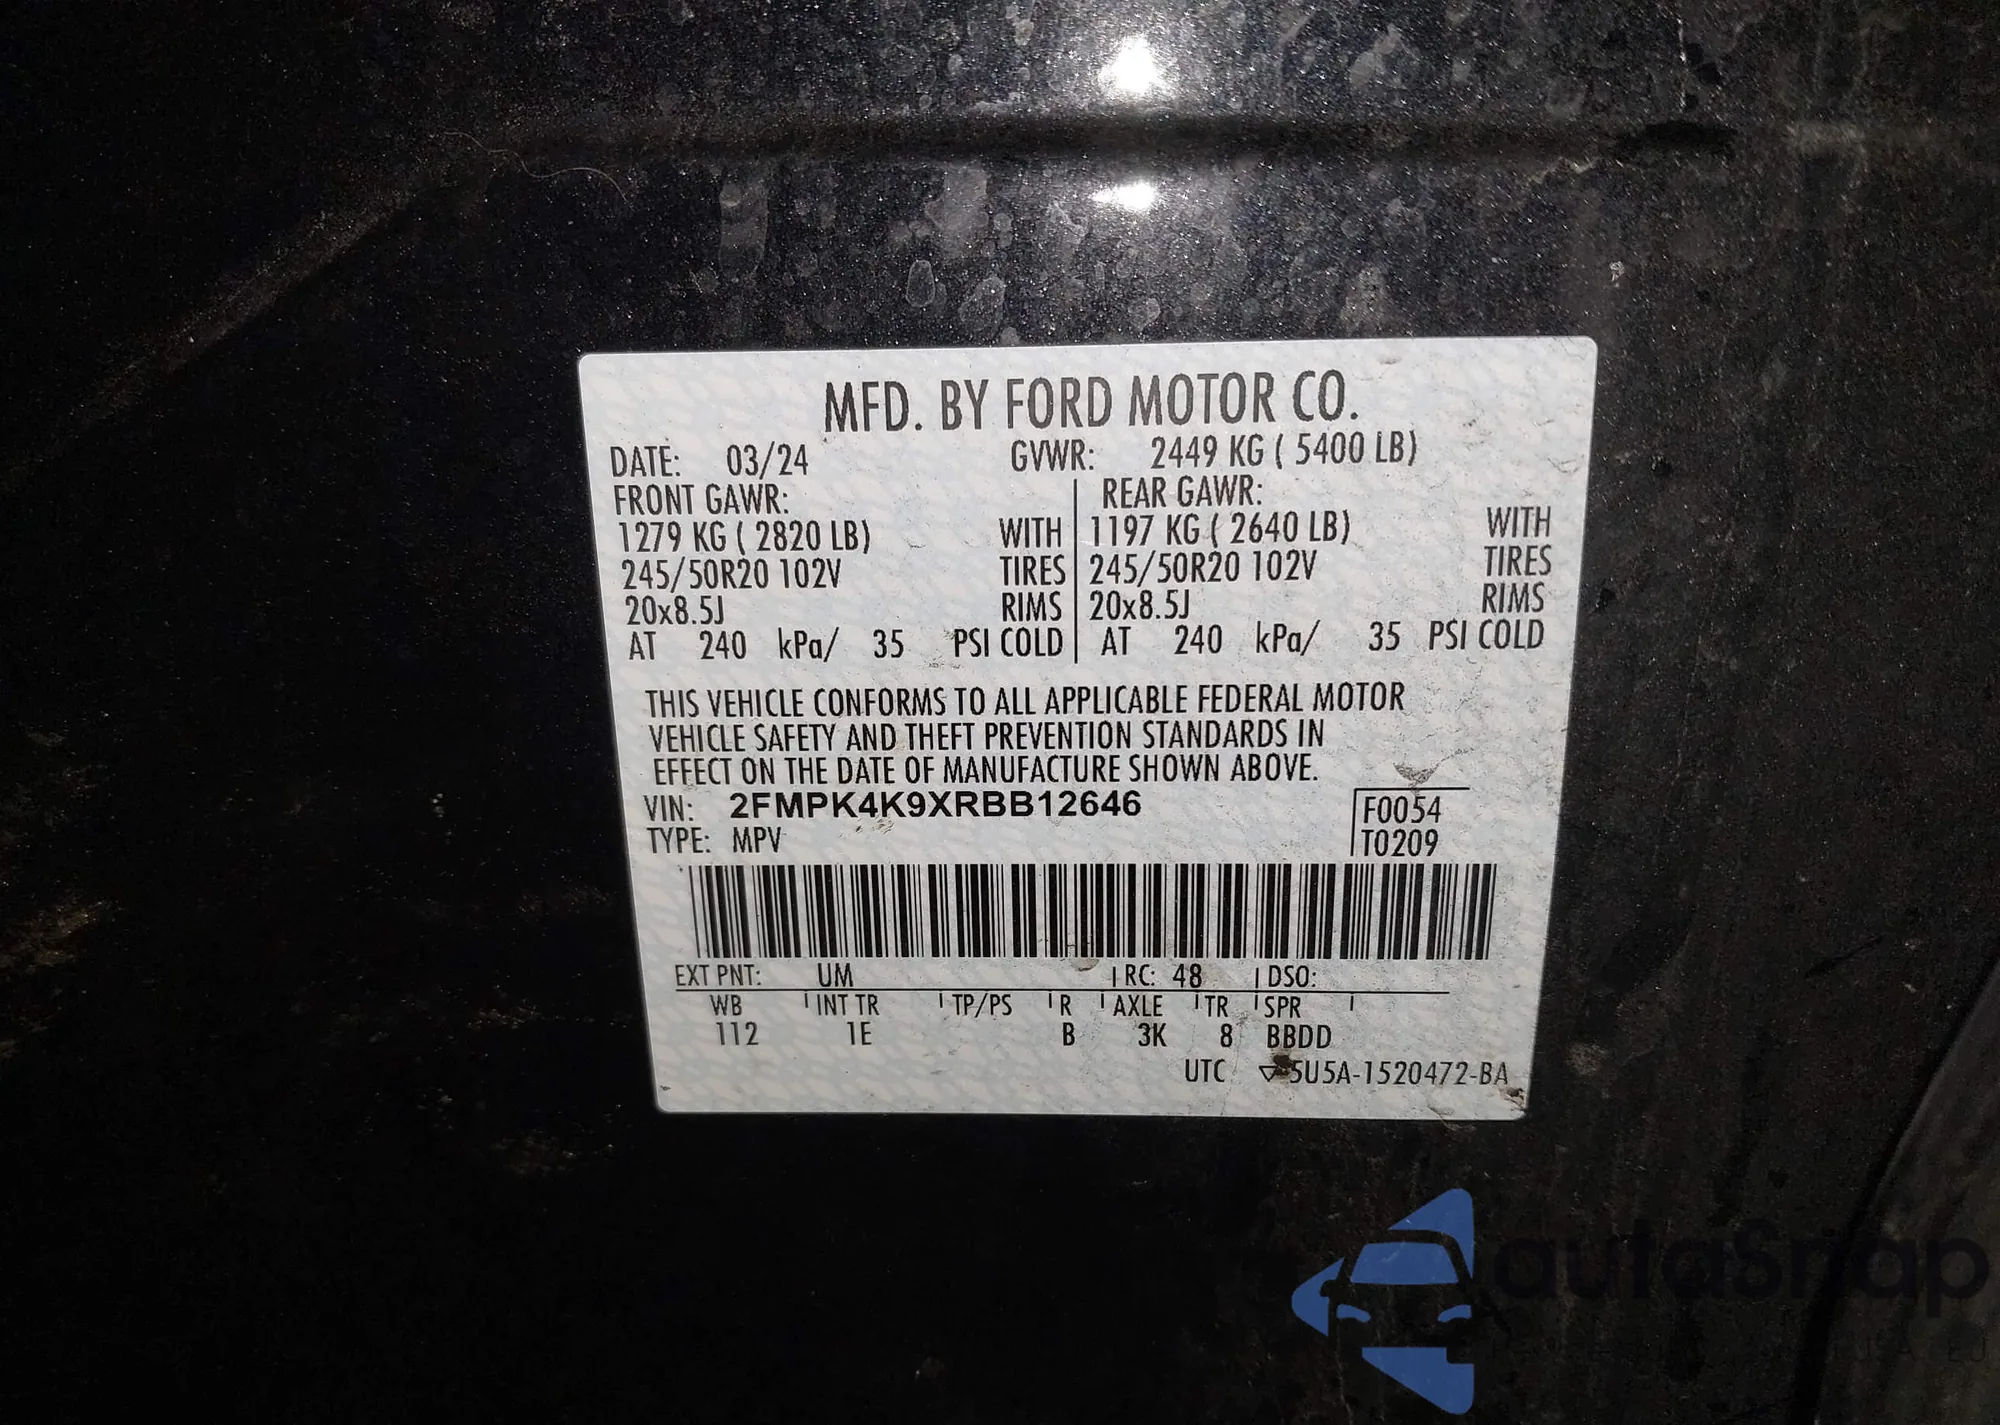 MFD. BY FORD MOTOR CO.
DATE: 03/24 GVWR: 2449 KG ( 5400 LB)
FRONT GAWR: REAR GAWR:
1279 KG ( 2820 LB) WITH 1197 KG ( 2640 LB) WITH
245/50R20 102V TIRES 245/50R20 102V TIRES
20x8.5J RIMS 20x8.5J RIMS
AT 240 kPa/ 35 PSI COLD AT 240 kPa/ 35 PSI COLD
THIS VEHICLE CONFORMS TO ALL APPLICABLE FEDERAL MOTOR
VEHICLE SAFETY AND THEFT PREVENTION STANDARDS IN
EFFECT ON THE DATE OF MANUFACTURE SHOWN ABOVE.
VIN: 2FMPK4K9XRBB12646 F0054
TYPE: MPV T0209
EXT PNT: UM RC: 48 DSO:
WB INT TR TP/PS R AXLE TR SPR
112 1E B 3K 8 BBDD
UTC 5U5A-1520472-BA
autoSnap